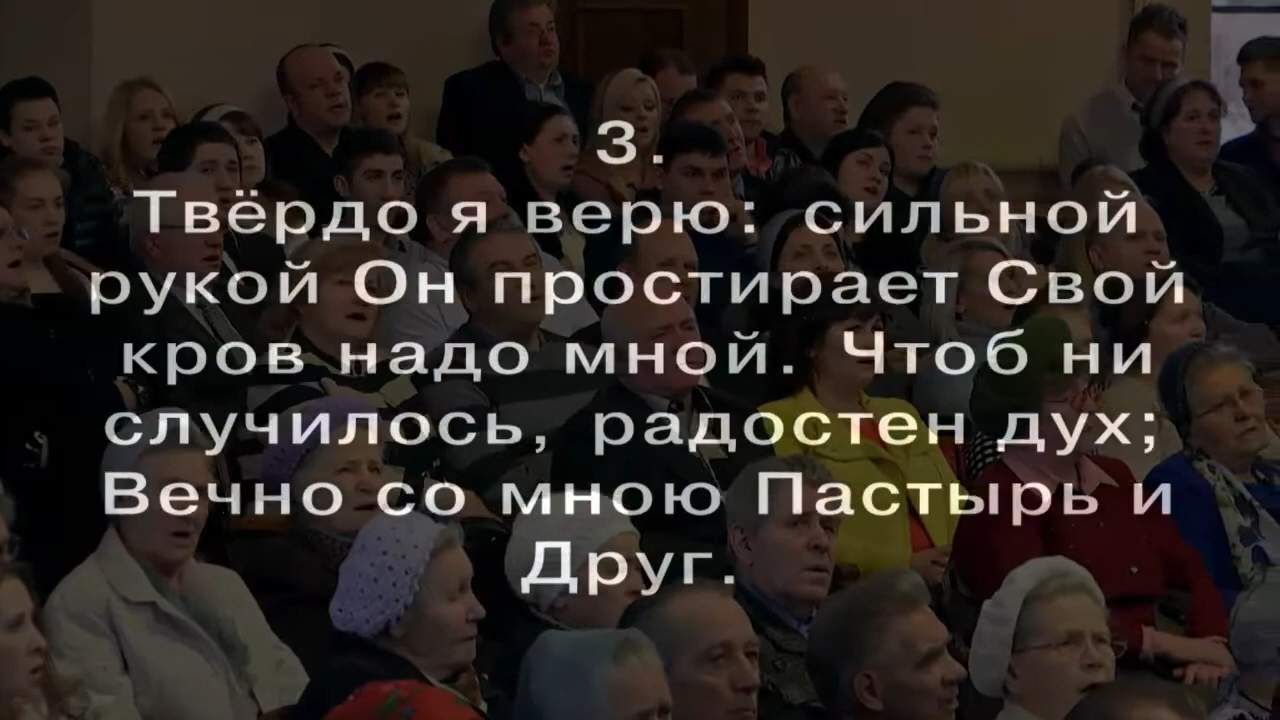 3.
Твёрдо я верю: сильной
рукой Он простирает Свой
кров надо мной. Чтоб ни
случилось, радостен дух;
Вечно со мною Пастырь и
Друг.